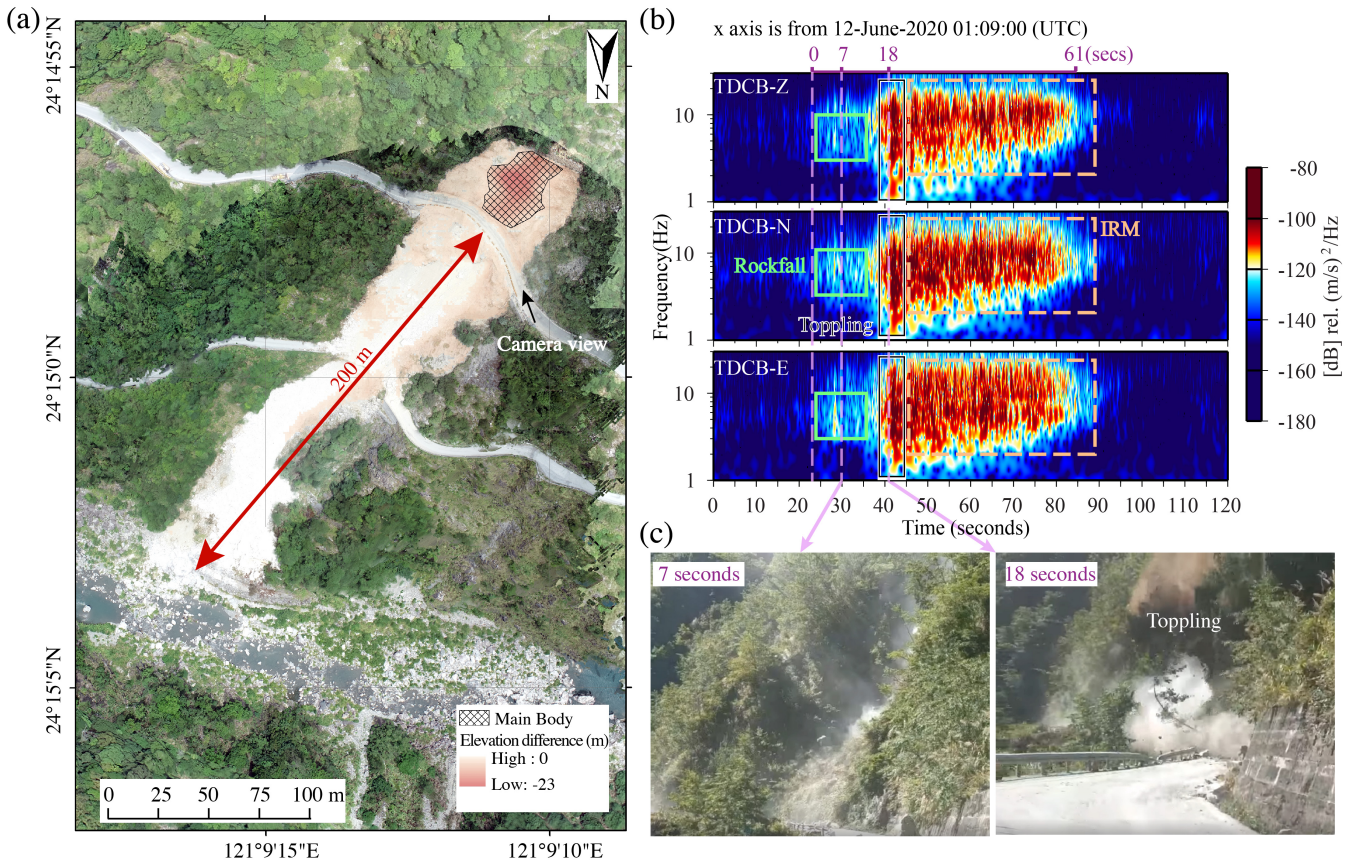 (a)
24°14'55"N
24°15'0"N
24°15'5"N
N
Camera view
200 m
Main Body
Elevation difference (m)
High : 0
Low: -23
0 25 50 75 100 m
121°9'15"E 121°9'10"E
(b)
x axis is from 12-June-2020 01:09:00 (UTC)
0 7 18 61(secs)
TDCB-Z
10
1
TDCB-N
IRM
Rockfall
Toppling
10
1
TDCB-E
10
1
Frequency(Hz)
0 10 20 30 40 50 60 70 80 90 100 110 120
Time (seconds)
-80
-100
-120
-140
-160
-180
[dB] rel. (m/s)²/Hz
(c)
7 seconds
18 seconds
Toppling